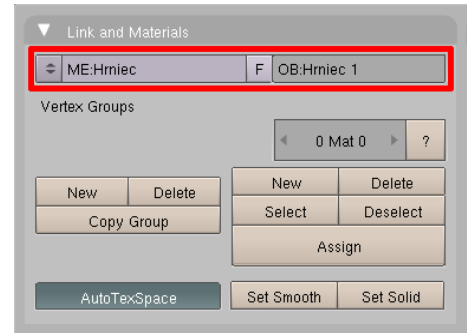 Link and Materials
ME:Hrniec F OB:Hrniec 1
Vertex Groups
0 Mat 0 ?
New Delete New Delete
Copy Group Select Deselect
Assign
AutoTexSpace Set Smooth Set Solid